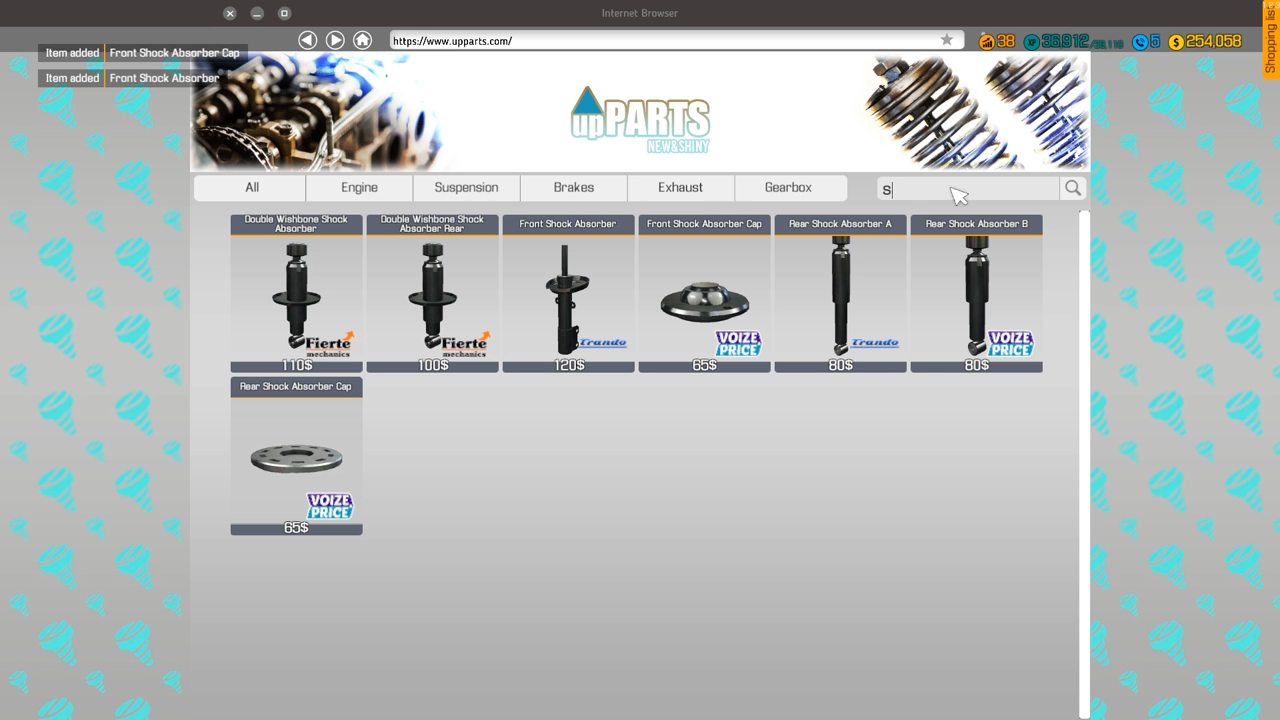 Internet Browser
https://www.upparts.com/
38
5
254,058
Shopping list
Item added Front Shock Absorber Cap
Item added Front Shock Absorber
upPARTS
NEW&SHINY
All Engine Suspension Brakes Exhaust Gearbox
S
Double Wishbone Shock
Absorber
Fierte
mechanics
110$
Double Wishbone Shock
Absorber Rear
Fierte
mechanics
100$
Front Shock Absorber
Trando
120$
Front Shock Absorber Cap
VOIZE
PRICE
65$
Rear Shock Absorber A
Trando
80$
Rear Shock Absorber B
VOIZE
PRICE
80$
Rear Shock Absorber Cap
VOIZE
PRICE
65$